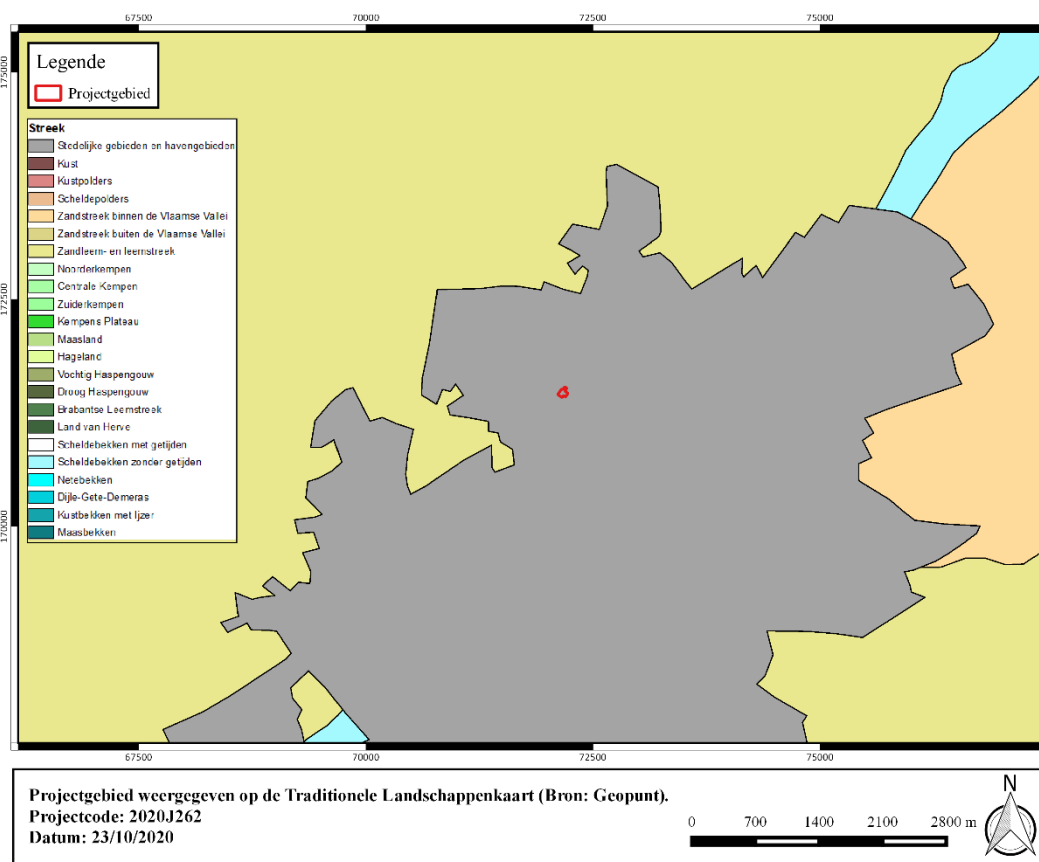 67500 70000 72500 75000
175000
172500
170000
Legende
Projectgebied
Streek
Stedelijke gebieden en havengebieden
Kust
Kustpolders
Scheldepolders
Zandstreek binnen de Vlaamse Vallei
Zandstreek buiten de Vlaamse Vallei
Zandleem- en leemstreek
Noorderkempen
Centrale Kempen
Zuiderkempen
Kempens Plateau
Maasland
Hageland
Vochtig Haspengouw
Droog Haspengouw
Brabantse Leemstreek
Land van Herve
Scheldebekken met getijden
Scheldebekken zonder getijden
Netebekken
Dijle-Gete-Demeras
Kustbekken met Ijzer
Maasbekken
67500 70000 72500 75000
Projectgebied weergegeven op de Traditionele Landschappenkaart (Bron: Geopunt).
Projectcode: 2020J262
Datum: 23/10/2020
0 700 1400 2100 2800 m
N